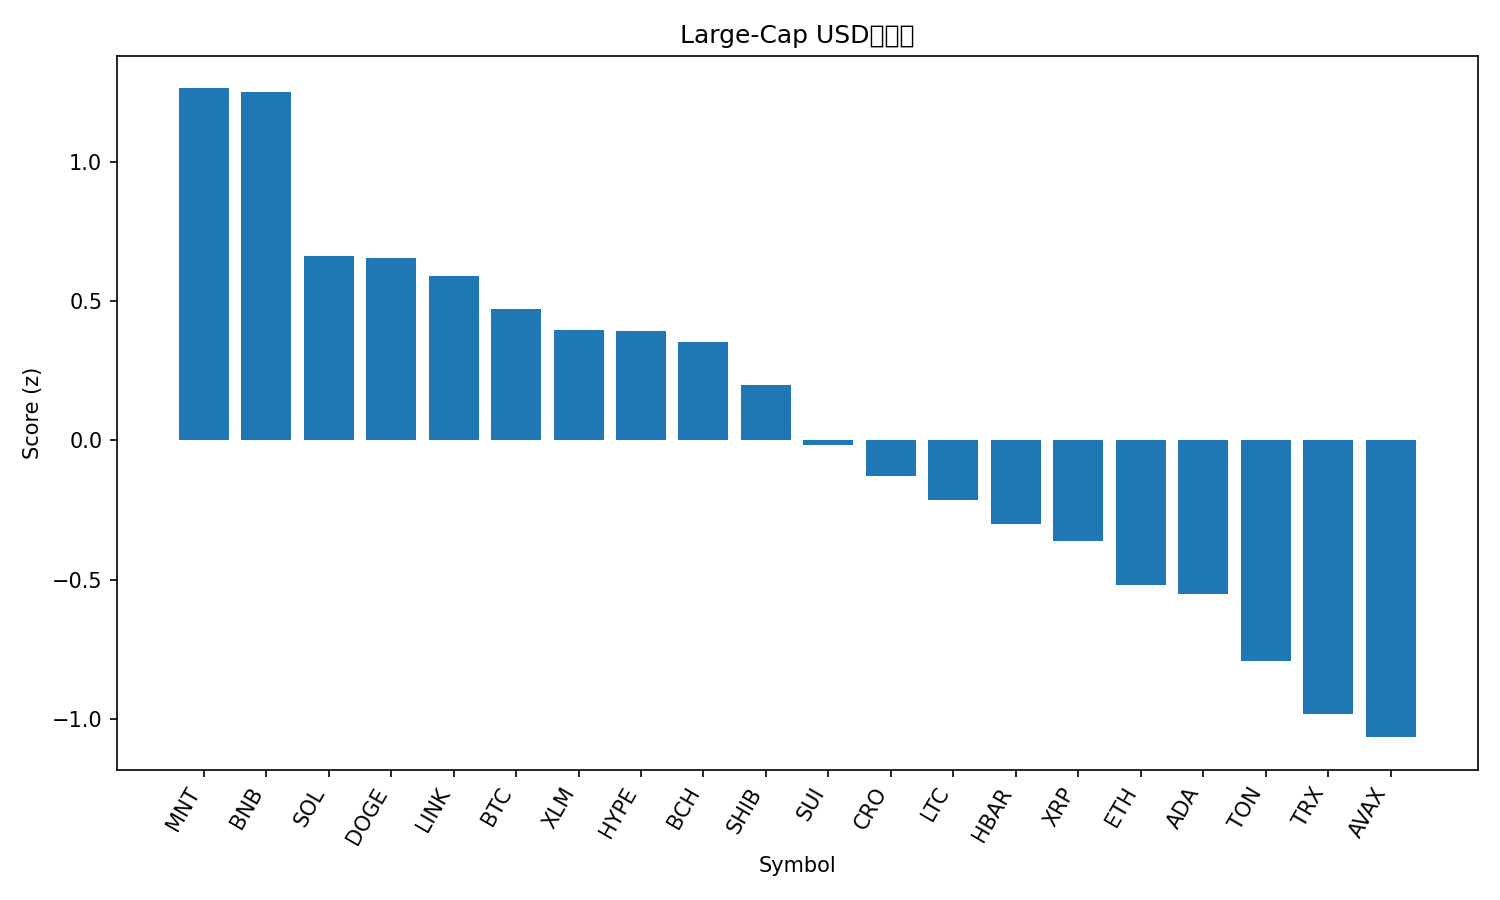 Large-Cap USD
Score (z)
1.0
0.5
0.0
−0.5
−1.0
MNT
BNB
SOL
DOGE
LINK
BTC
XLM
HYPE
BCH
SHIB
SUI
CRO
LTC
HBAR
XRP
ETH
ADA
TON
TRX
AVAX
Symbol